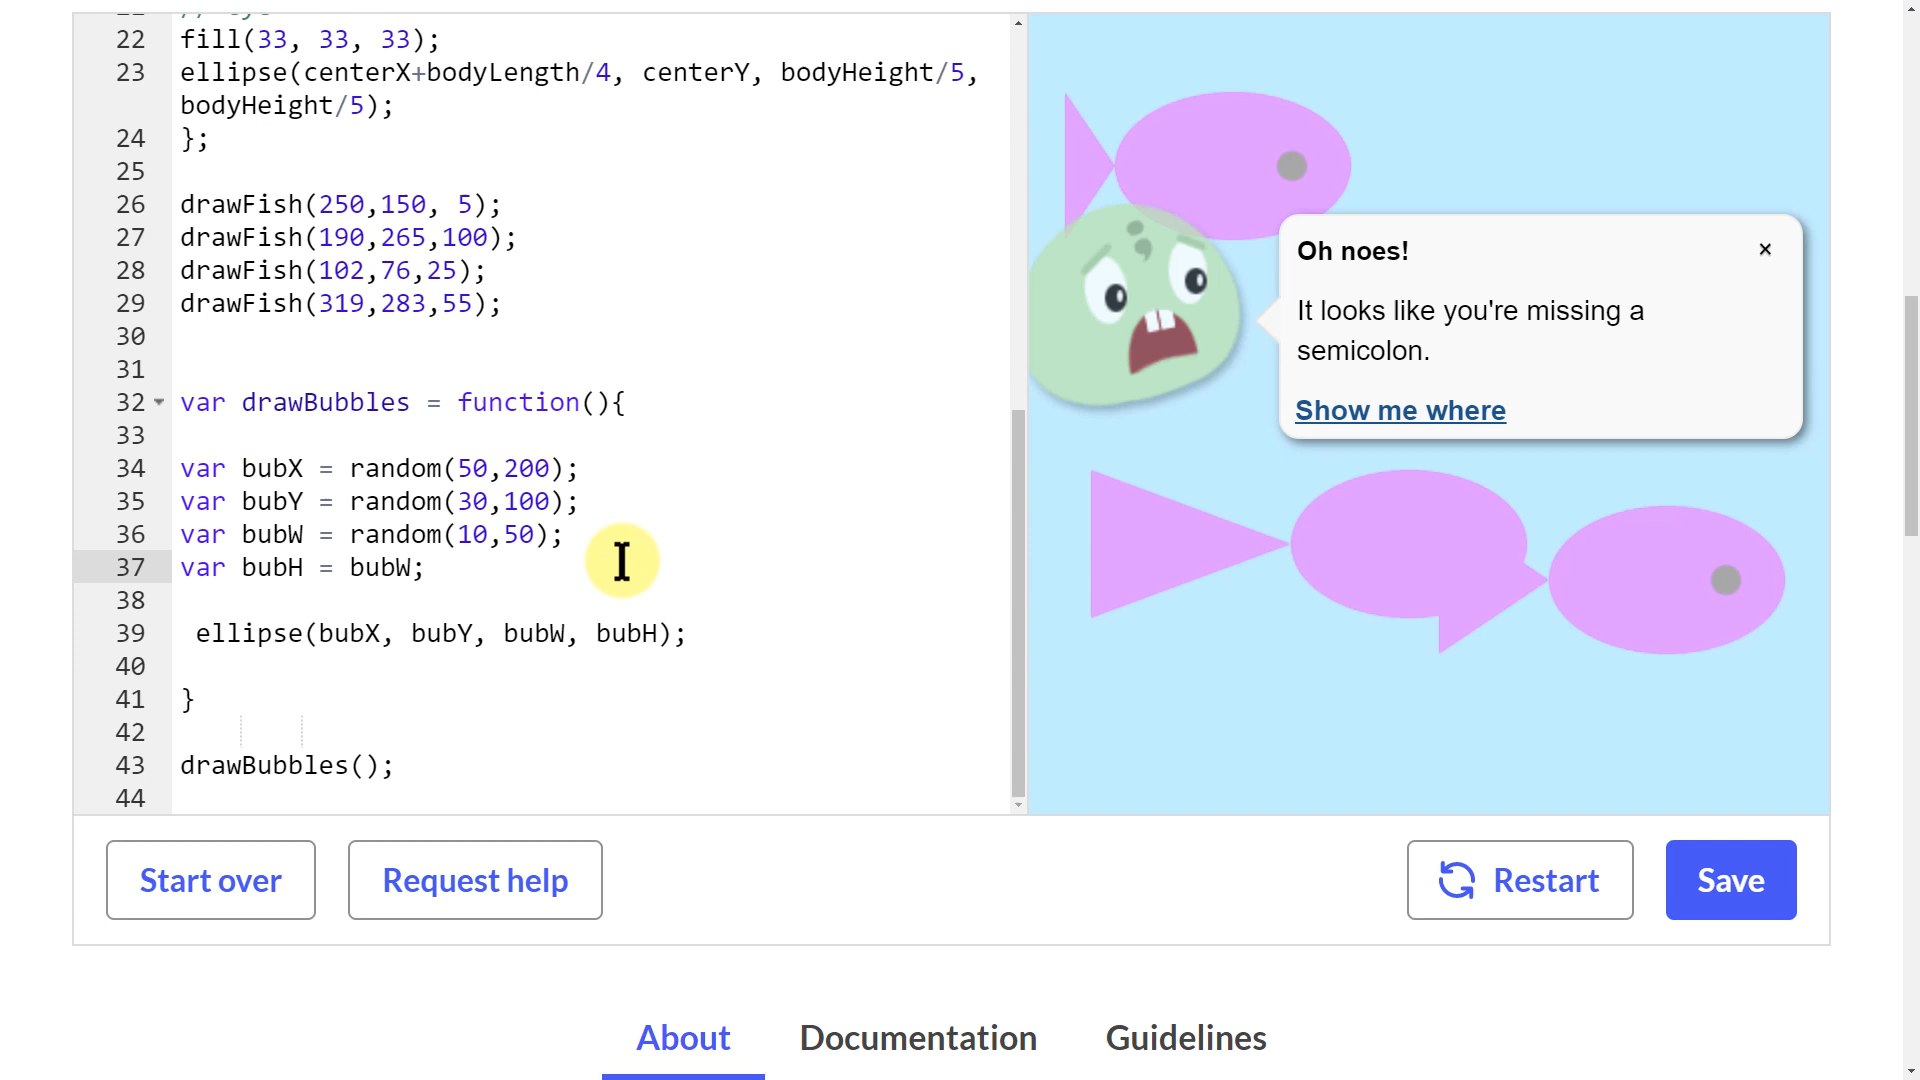 22 fill(33, 33, 33);
23 ellipse(centerX+bodyLength/4, centerY, bodyHeight/5,
bodyHeight/5);
24 };
25
26 drawFish(250,150, 5);
27 drawFish(190,265,100);
28 drawFish(102,76,25);
29 drawFish(319,283,55);
30
31
32 var drawBubbles = function(){
33
34 var bubX = random(50,200);
35 var bubY = random(30,100);
36 var bubW = random(10,50);
37 var bubH = bubW;
38
39 ellipse(bubX, bubY, bubW, bubH);
40
41 }
42
43 drawBubbles();
44
Oh noes! ×
It looks like you're missing a
semicolon.
Show me where
Start over Request help Restart Save
About Documentation Guidelines